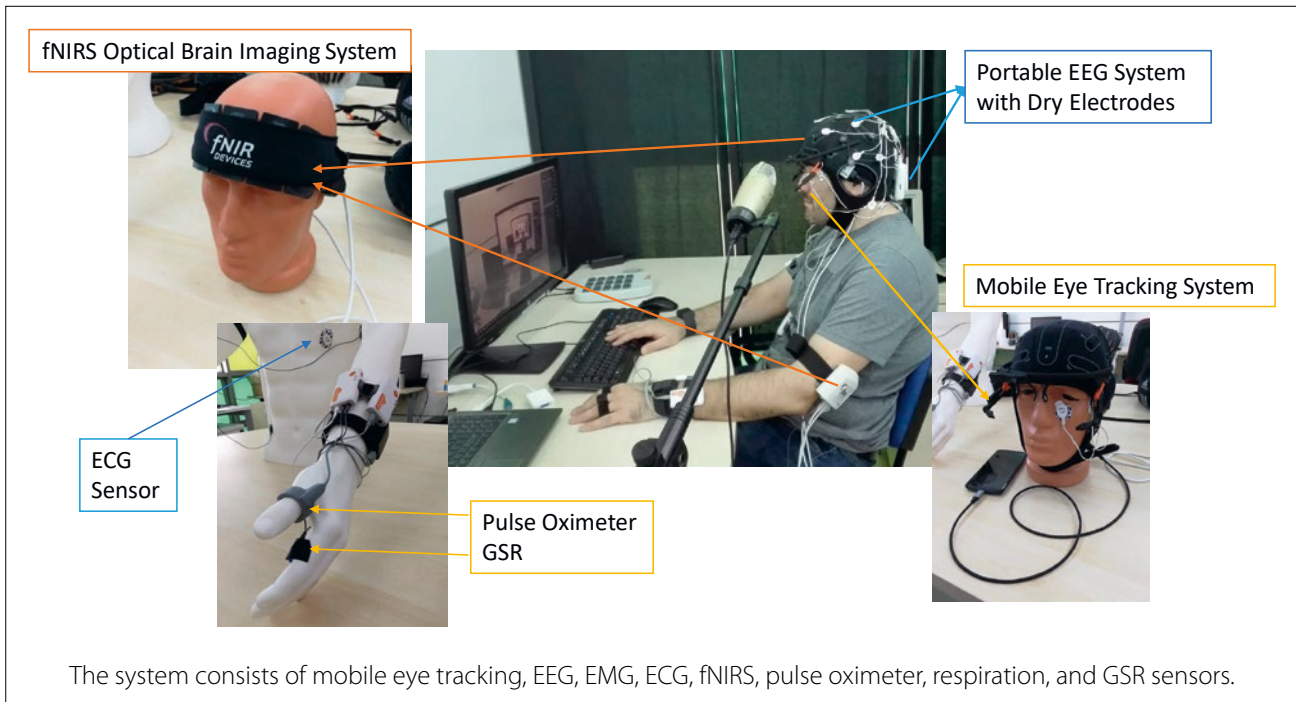 fNIRS Optical Brain Imaging System
fNIR
DEVICES
Portable EEG System
with Dry Electrodes
Mobile Eye Tracking System
ECG
Sensor
Pulse Oximeter
GSR
The system consists of mobile eye tracking, EEG, EMG, ECG, fNIRS, pulse oximeter, respiration, and GSR sensors.